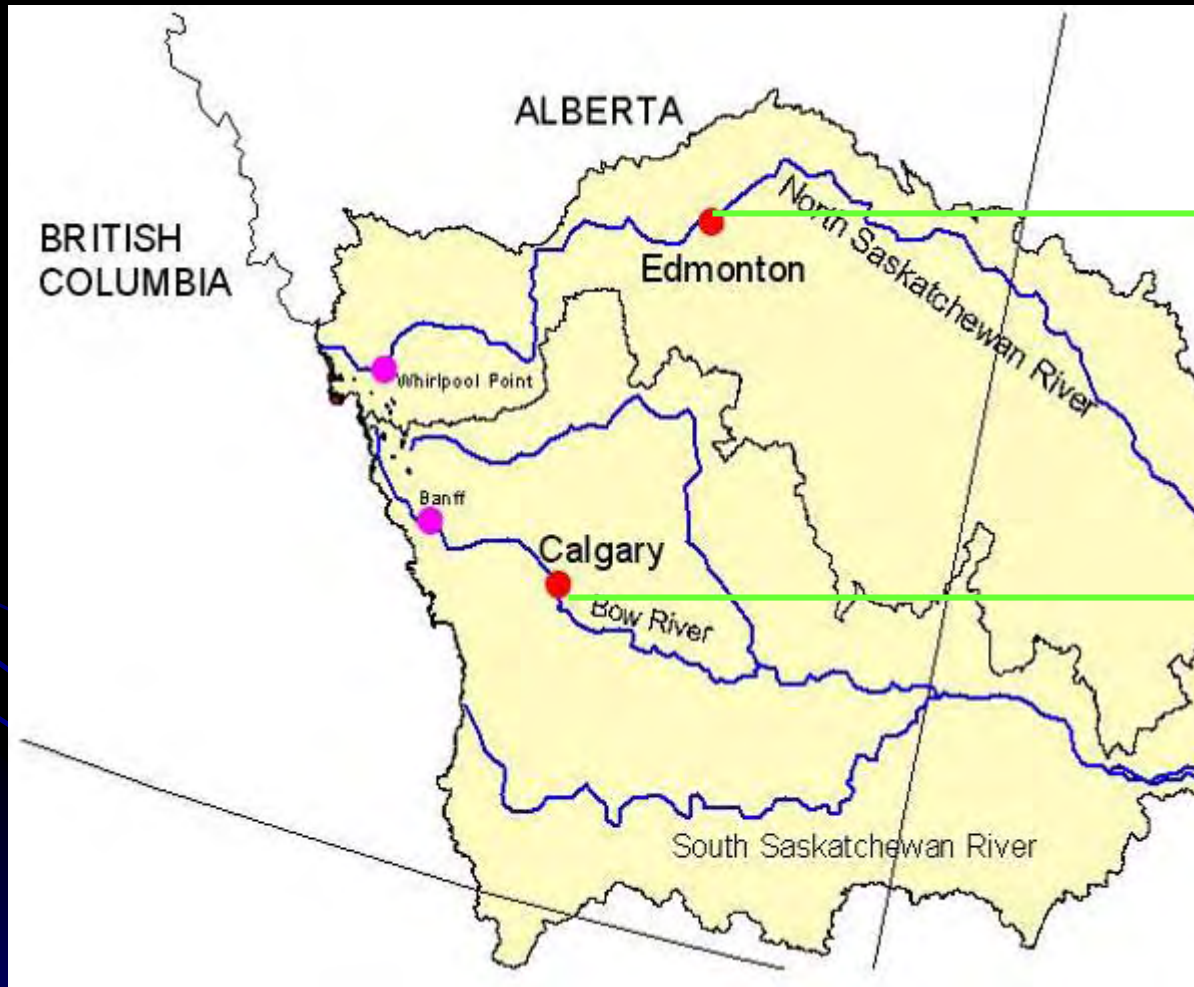 ALBERTA
BRITISH
COLUMBIA
North Saskatchewan River
Edmonton
Whirlpool Point
Banff
Calgary
Bow River
South Saskatchewan River